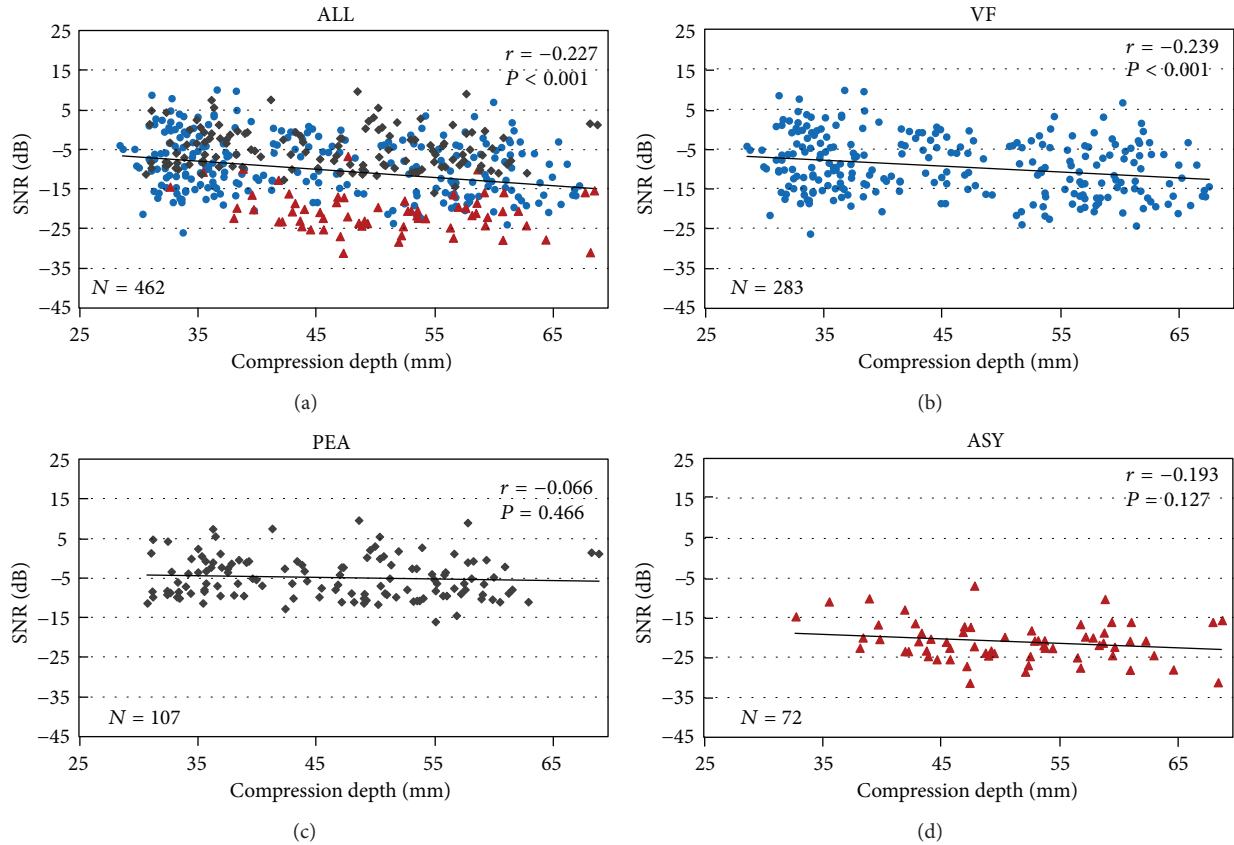 ALL
25
15
5
−5
−15
−25
−35
−45
SNR (dB)
r = −0.227
P < 0.001
N = 462
25 35 45 55 65
Compression depth (mm)
(a)
VF
25
15
5
−5
−15
−25
−35
−45
SNR (dB)
r = −0.239
P < 0.001
N = 283
25 35 45 55 65
Compression depth (mm)
(b)
PEA
25
15
5
−5
−15
−25
−35
−45
SNR (dB)
r = −0.066
P = 0.466
N = 107
25 35 45 55 65
Compression depth (mm)
(c)
ASY
25
15
5
−5
−15
−25
−35
−45
SNR (dB)
r = −0.193
P = 0.127
N = 72
25 35 45 55 65
Compression depth (mm)
(d)